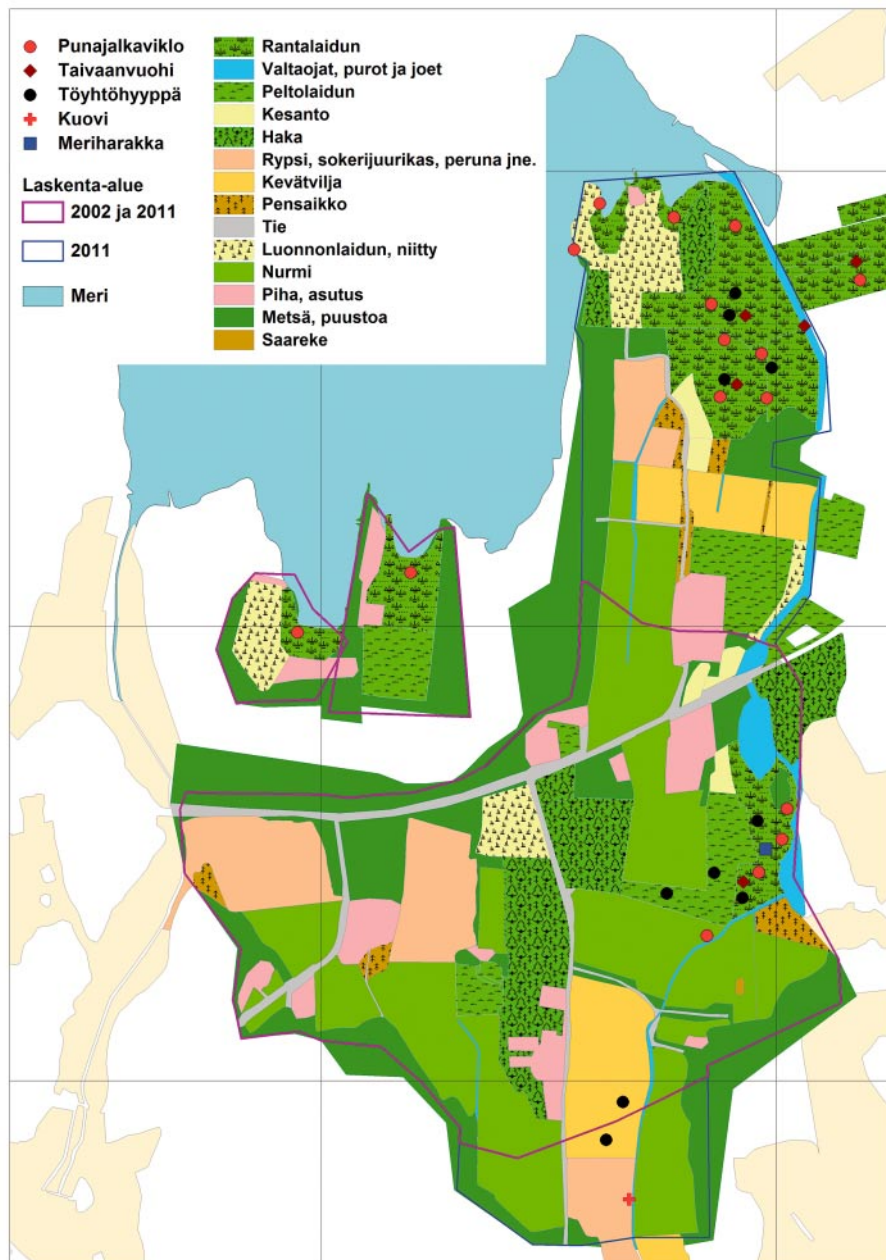 Punajalkaviklo
Taivaanvuohi
Töyhtöhyyppä
Kuovi
Meriharakka
Laskenta-alue
2002 ja 2011
2011
Meri
Rantalaidun
Valtaojat, purot ja joet
Peltolaidun
Kesanto
Haka
Rypsi, sokerijuurikas, peruna jne.
Kevätvilja
Pensaikko
Tie
Luonnonlaidun, niitty
Nurmi
Piha, asutus
Metsä, puustoa
Saareke